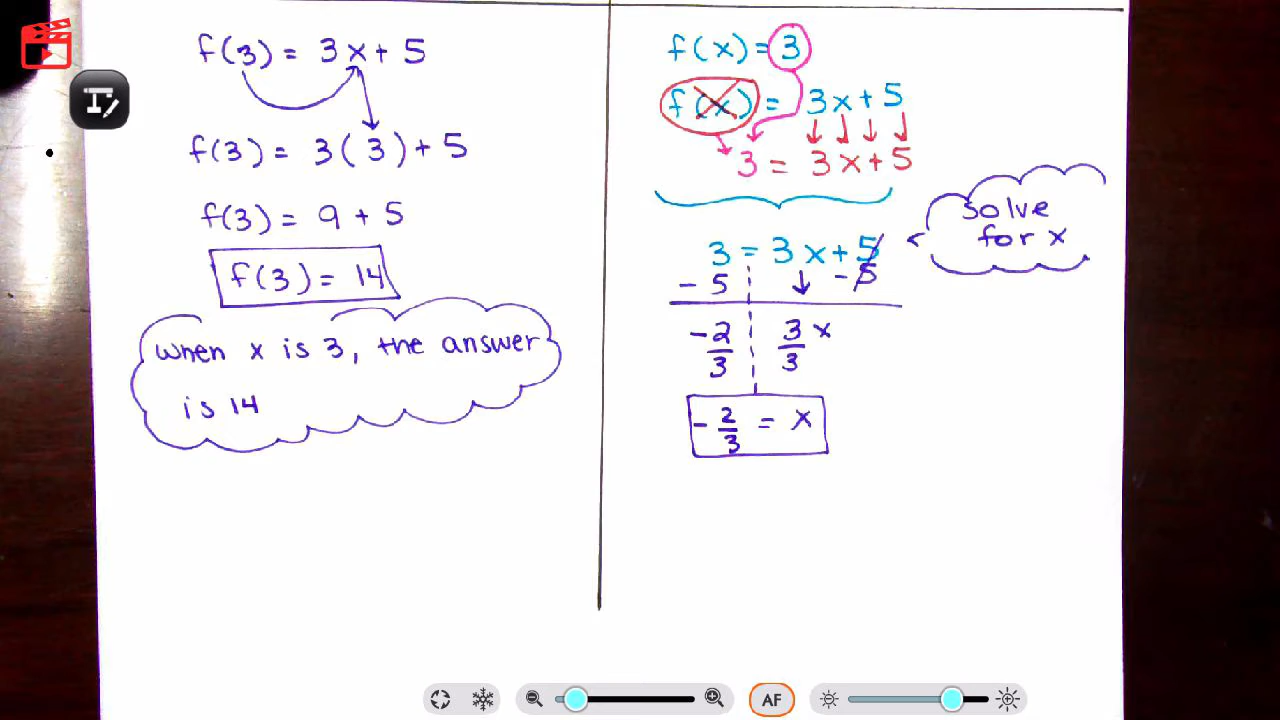 f(3) = 3x + 5
f(3) = 3(3) + 5
f(3) = 9 + 5
f(3) = 14
when x is 3, the answer
is 14
f(x) = 3
f(x) = 3x + 5
3 = 3x + 5
solve
for x
3 = 3x + 5
- 5 - 5
-2/3 3/3 x
- 2/3 = x
AF